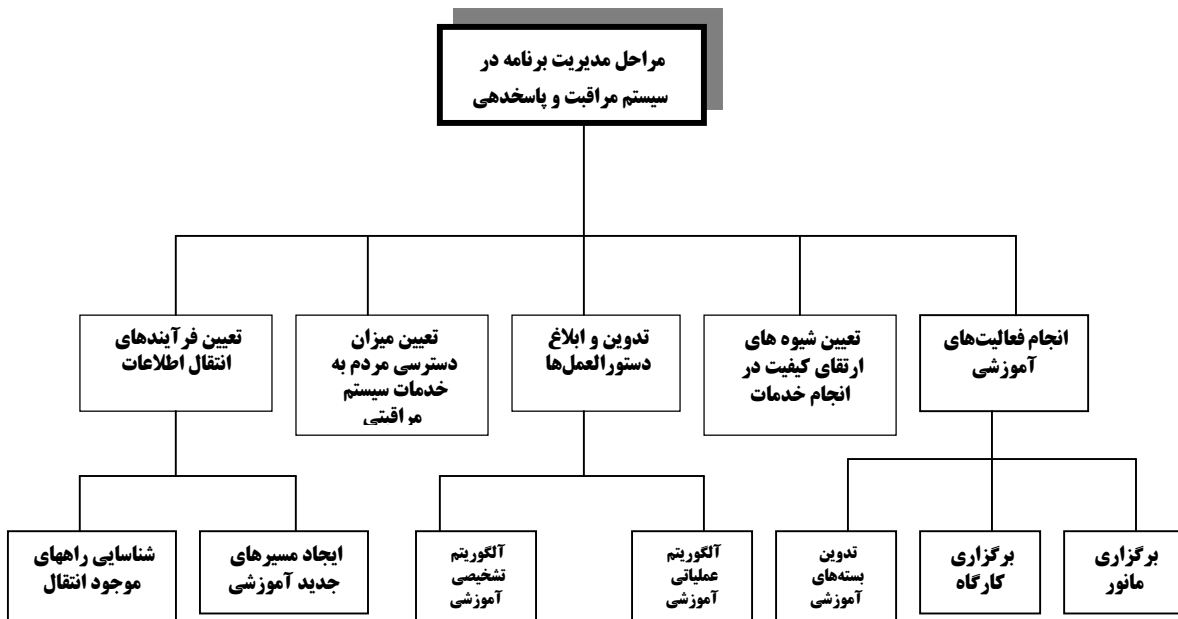 مراحل مدیریت برنامه در
سیستم مراقبت و پاسخدهی
انجام فعالیت‌های
آموزشی
تعیین شیوه های
ارتقای کیفیت در
انجام خدمات
تدوین و ابلاغ
دستورالعمل‌ها
تعیین میزان
دسترسی مردم به
خدمات سیستم
مراقبتی
تعیین فرآیندهای
انتقال اطلاعات
برگزاری
مانور
برگزاری
کارگاه
تدوین
بسته‌های
آموزشی
آلگوریتم
عملیاتی
آموزشی
آلگوریتم
تشخیصی
آموزشی
ایجاد مسیرهای
جدید آموزشی
شناسایی راههای
موجود انتقال